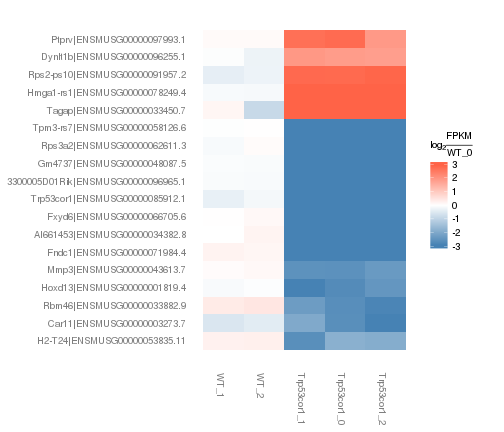 Ptprv|ENSMUSG00000097993.1
Dynlt1b|ENSMUSG00000096255.1
Rps2-ps10|ENSMUSG00000091957.2
Hmga1-rs1|ENSMUSG00000078249.4
Tagap|ENSMUSG00000033450.7
Tpm3-rs7|ENSMUSG00000058126.6
Rps3a2|ENSMUSG00000062611.3
Gm4737|ENSMUSG00000048087.5
3300005D01Rik|ENSMUSG00000096965.1
Trp53cor1|ENSMUSG00000085912.1
Fxyd6|ENSMUSG00000066705.6
AI661453|ENSMUSG00000034382.8
Fndc1|ENSMUSG00000071984.4
Mmp3|ENSMUSG00000043613.7
Hoxd13|ENSMUSG00000001819.4
Rbm46|ENSMUSG00000033882.9
Car11|ENSMUSG00000003273.7
H2-T24|ENSMUSG00000053835.11
WT_1
WT_2
Trp53cor1_1
Trp53cor1_0
Trp53cor1_2
log2 FPKM
WT_0
3
2
1
0
-1
-2
-3